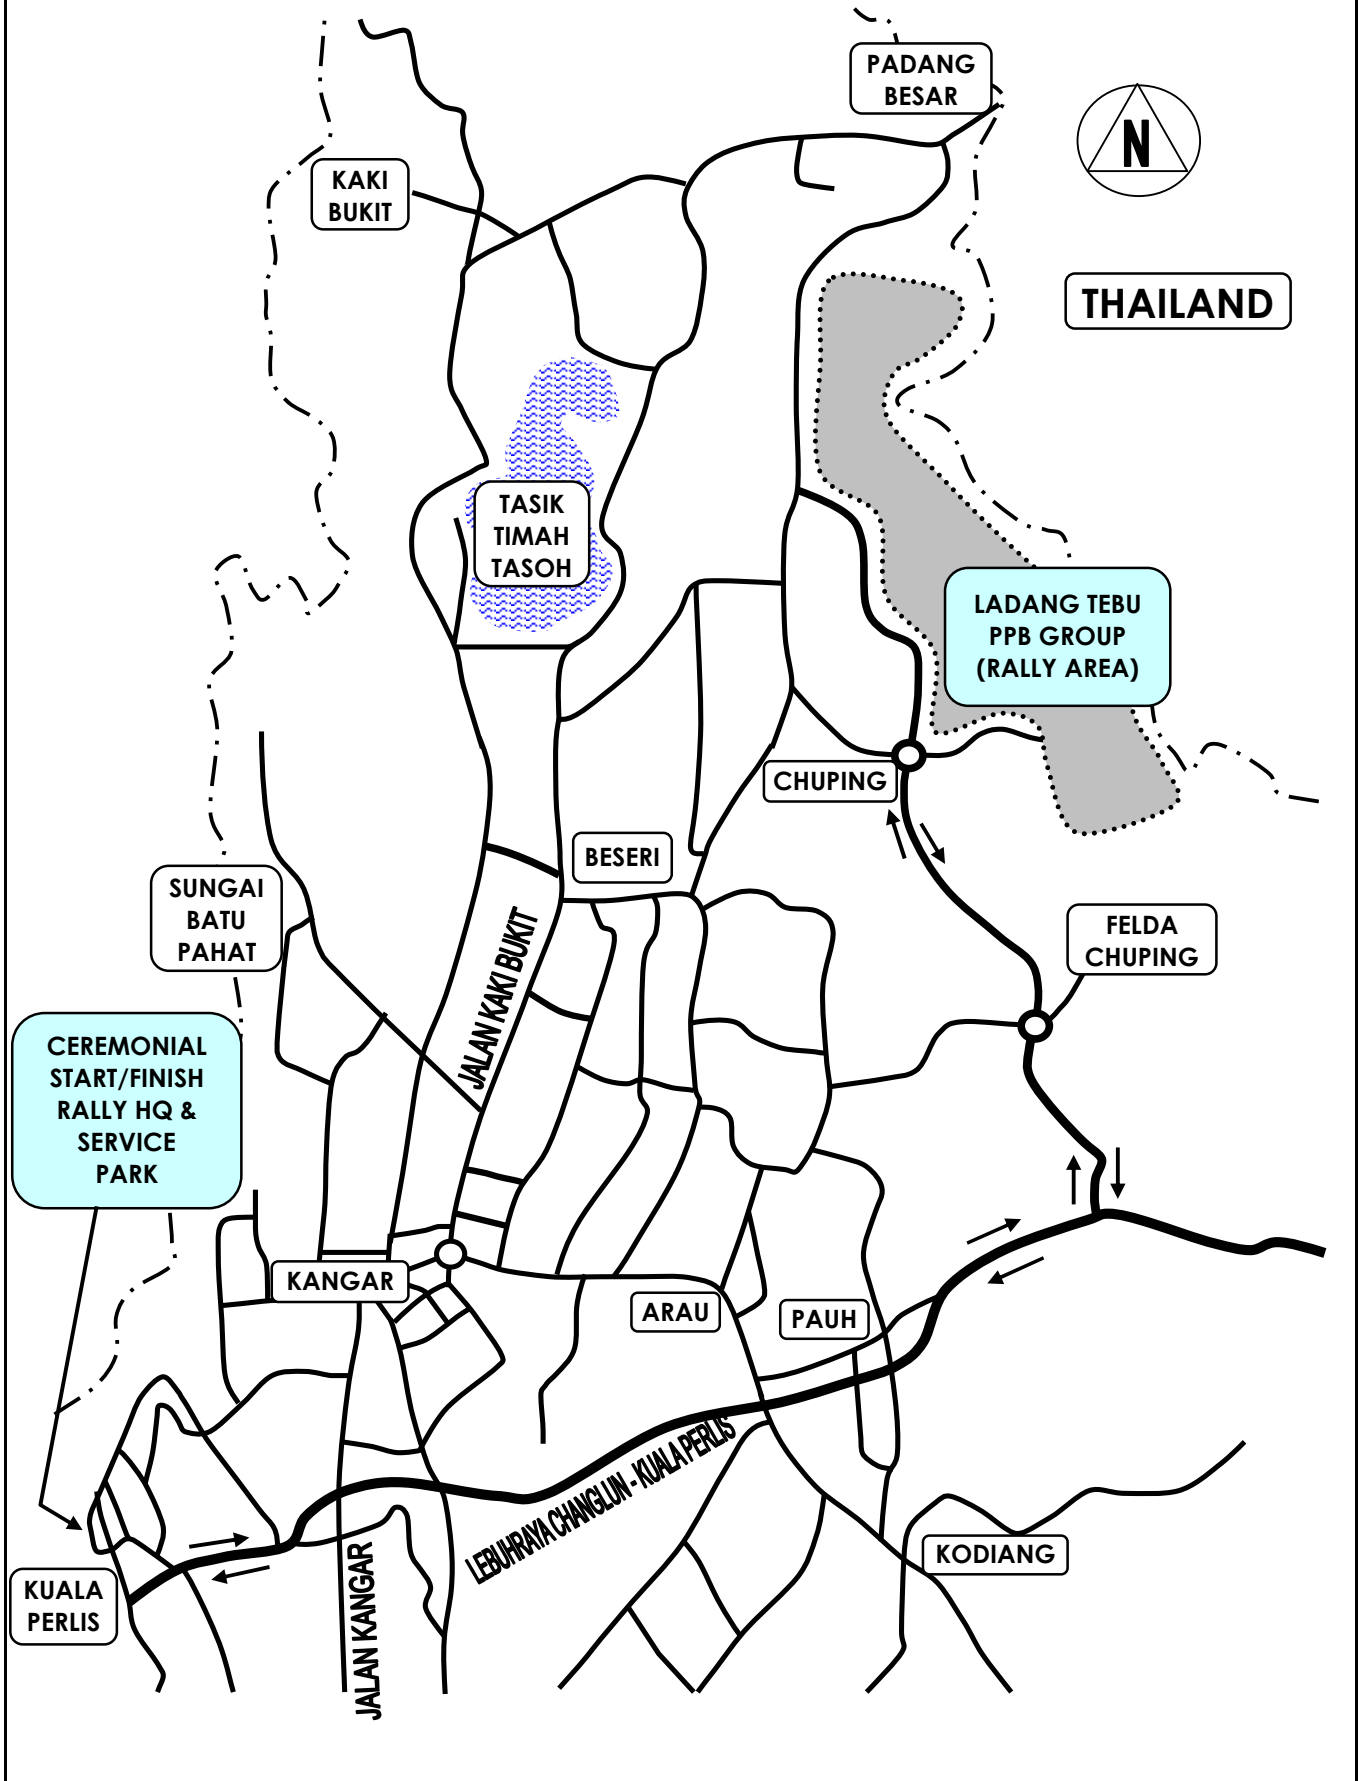 PADANG
BESAR
N
KAKI
BUKIT
THAILAND
TASIK
TIMAH
TASOH
LADANG TEBU
PPB GROUP
(RALLY AREA)
CHUPING
BESERI
SUNGAI
BATU
PAHAT
FELDA
CHUPING
JALAN KAKI BUKIT
CEREMONIAL
START/FINISH
RALLY HQ &
SERVICE
PARK
KANGAR
ARAU
PAUH
LEBUHRAYA CHANGLUN - KUALA PERLIS
KODIANG
JALAN KANGAR
KUALA
PERLIS